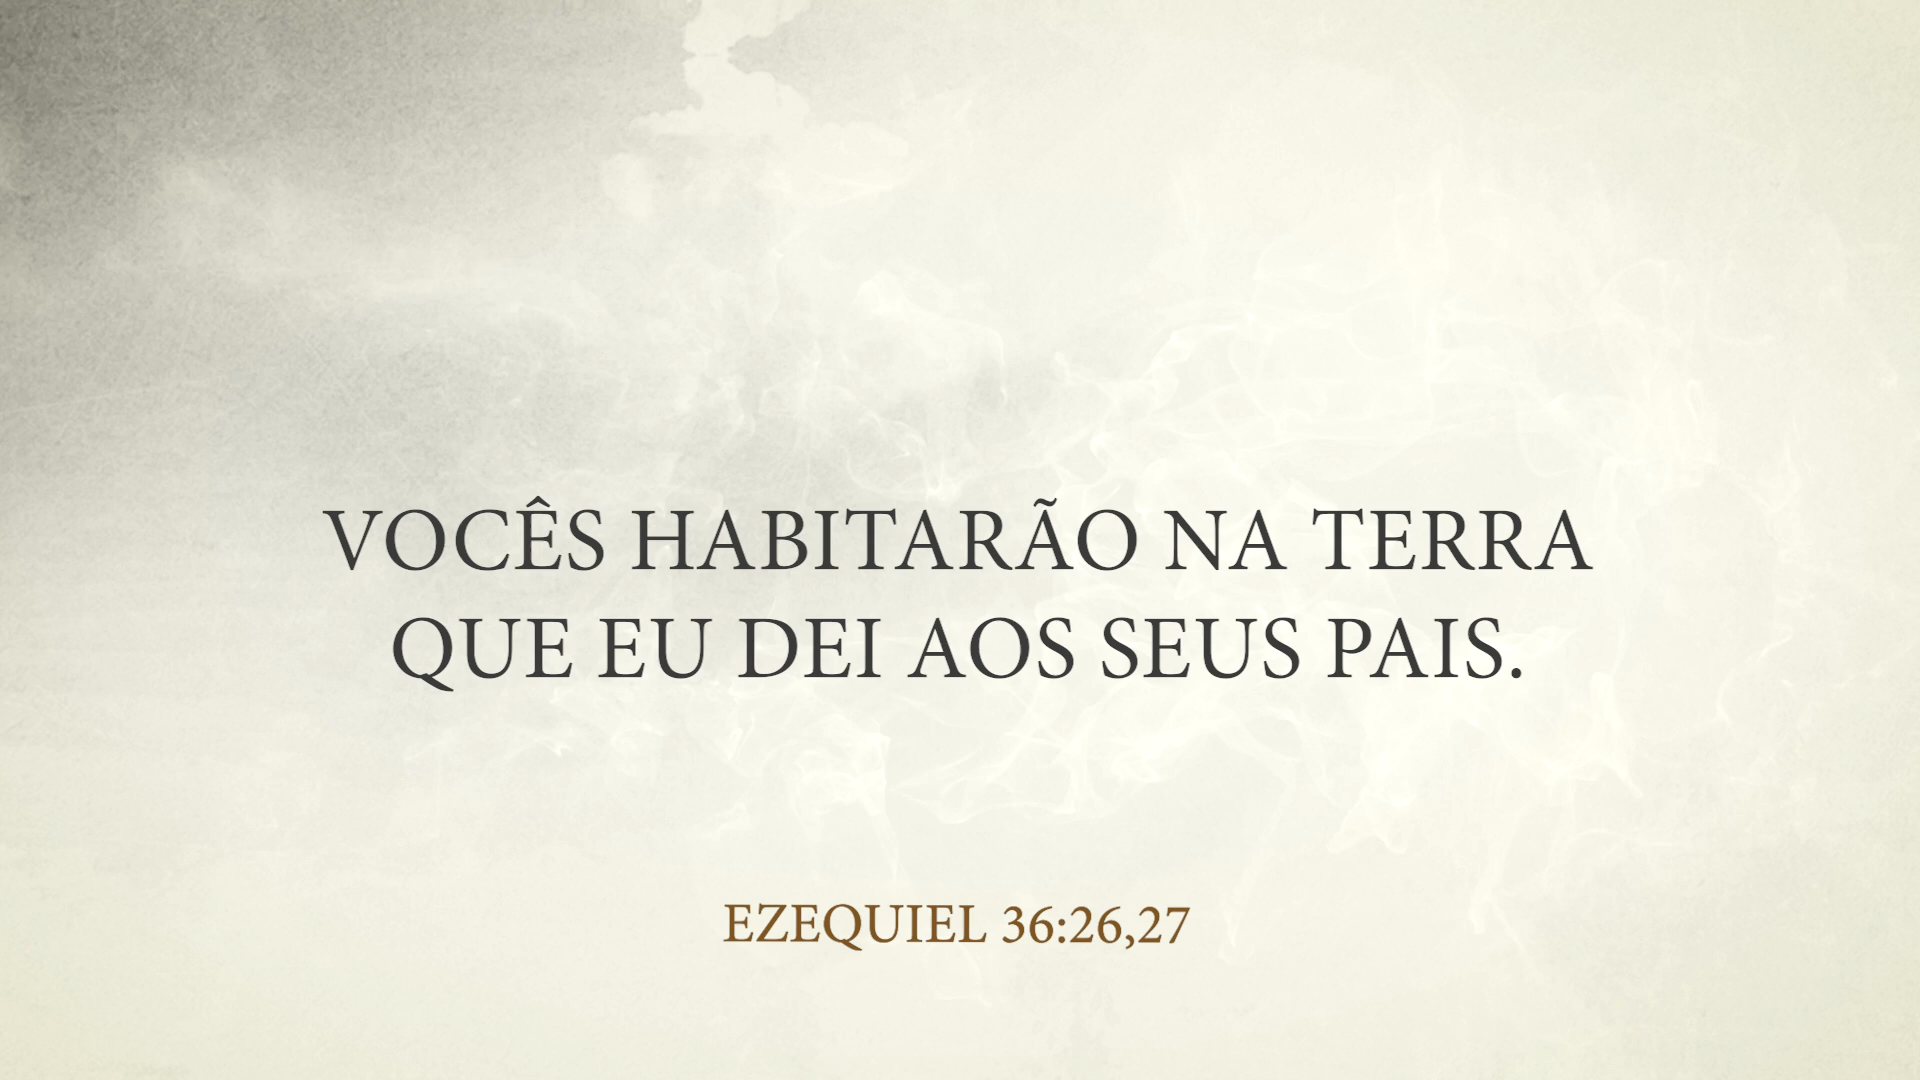 VOCÊS HABITARÃO NA TERRA
QUE EU DEI AOS SEUS PAIS.
EZEQUIEL 36:26,27